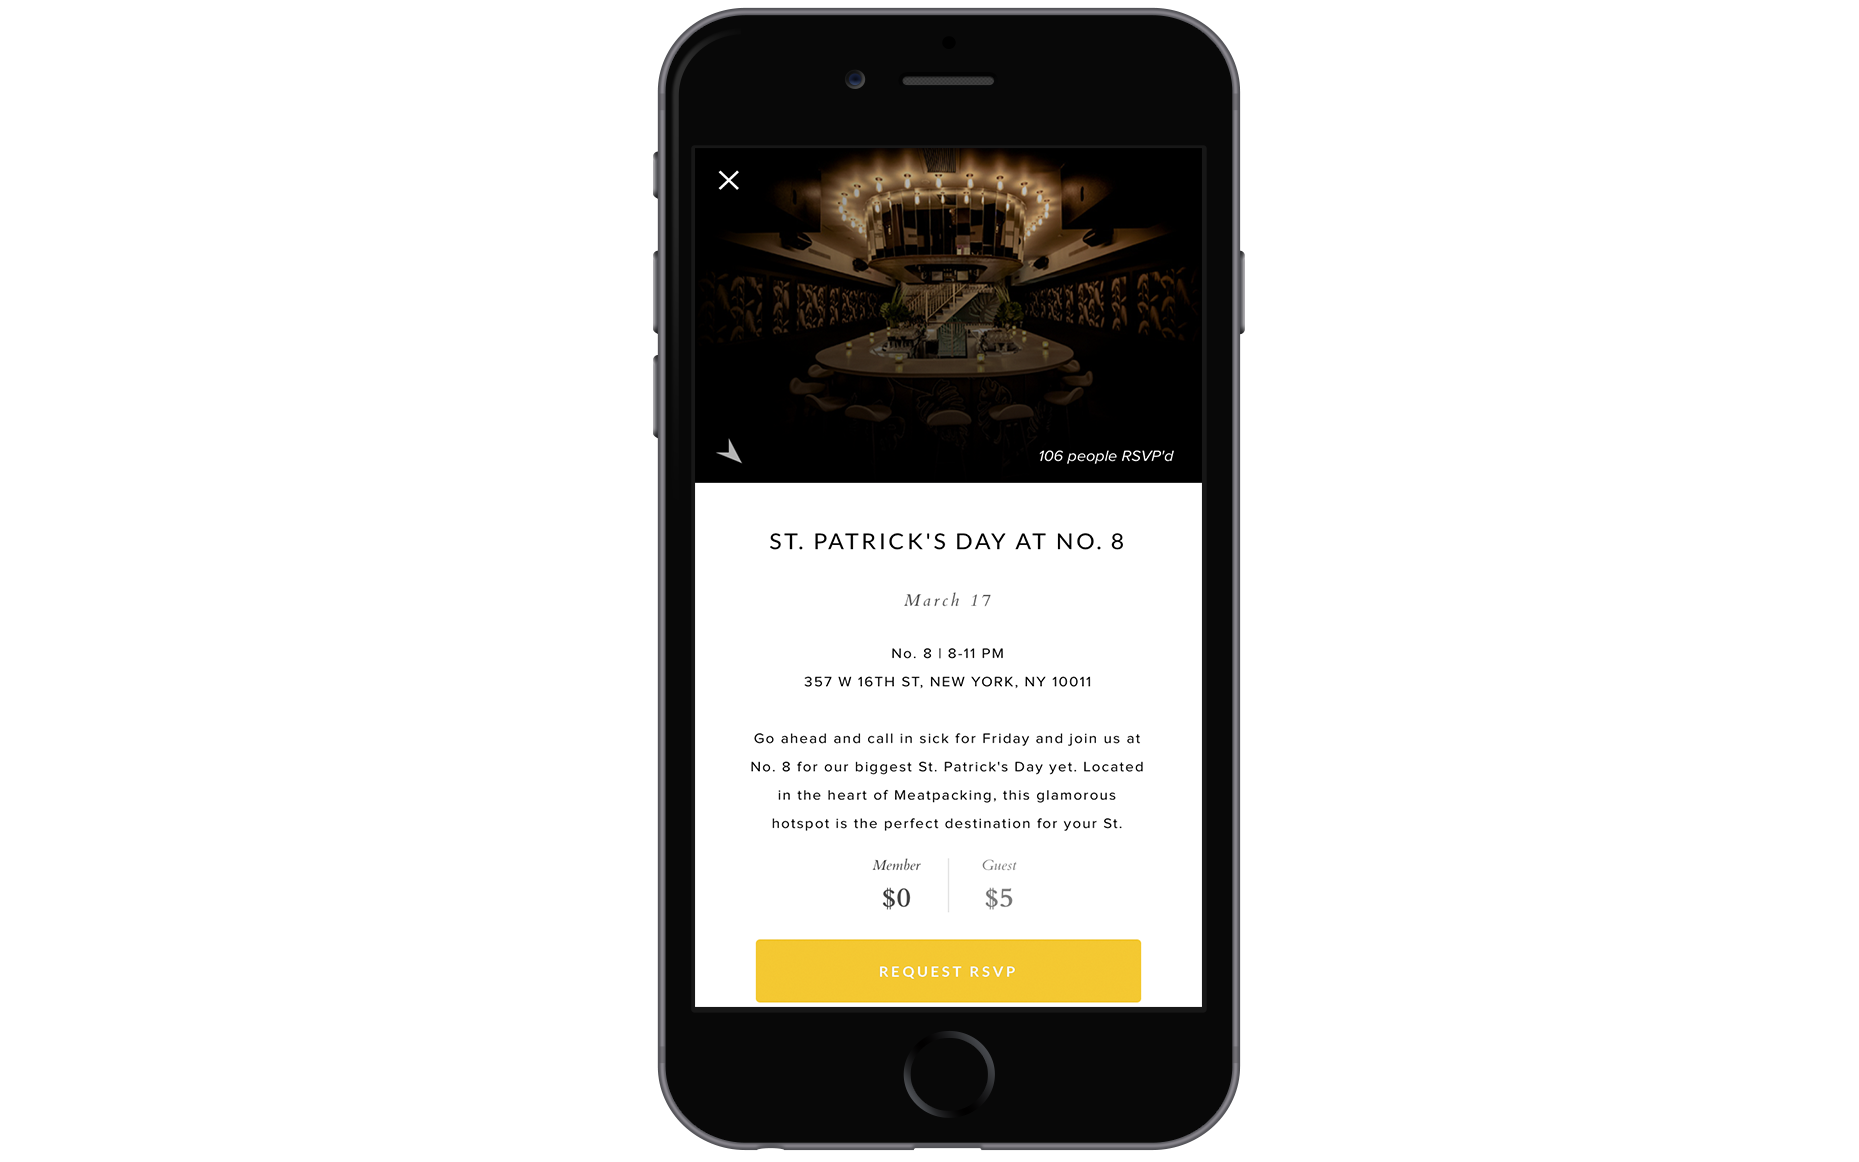 106 people RSVP'd
ST. PATRICK'S DAY AT NO. 8
March 17
No. 8 | 8-11 PM
357 W 16TH ST, NEW YORK, NY 10011
Go ahead and call in sick for Friday and join us at
No. 8 for our biggest St. Patrick's Day yet. Located
in the heart of Meatpacking, this glamorous
hotspot is the perfect destination for your St.
Member Guest
$0 $5
REQUEST RSVP